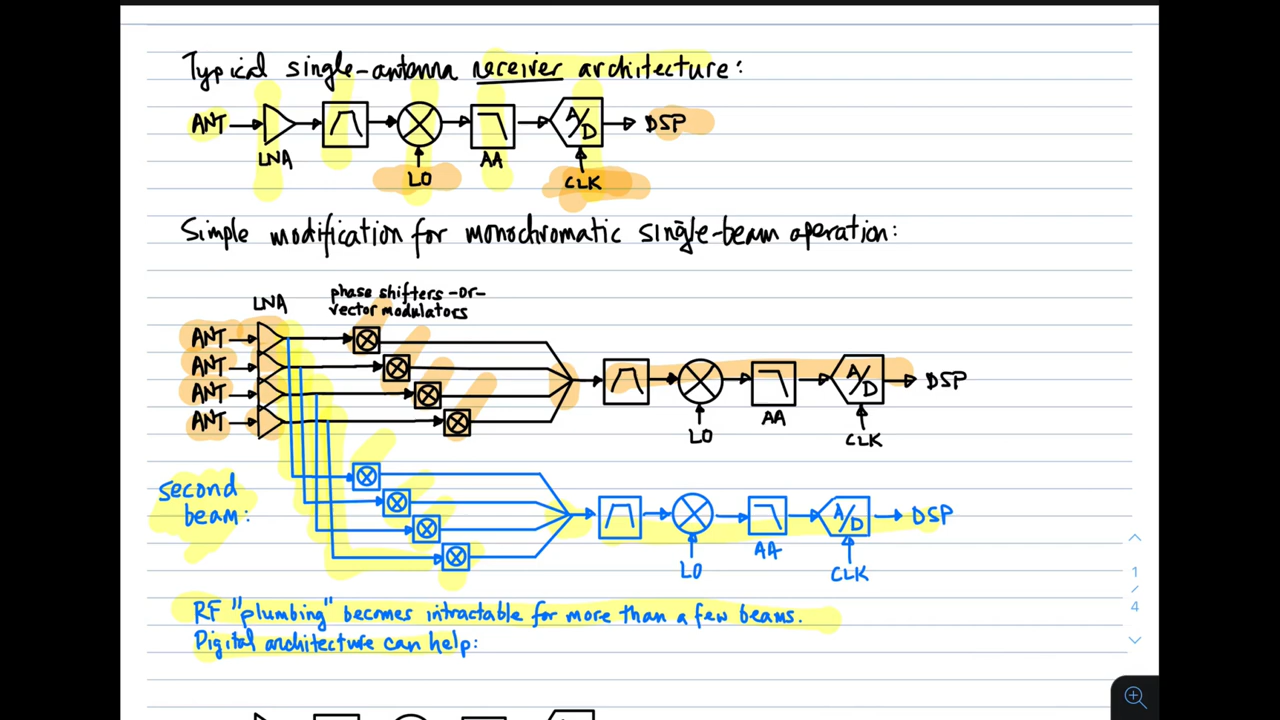 Typical single-antenna receiver architecture:
ANT
LNA
LO
AA
A/D
CLK
DSP
Simple modification for monochromatic single-beam operation:
LNA
phase shifters -or-
vector modulators
ANT
ANT
ANT
ANT
LO
AA
A/D
CLK
DSP
second
beam:
LO
AA
A/D
CLK
DSP
RF "plumbing" becomes intractable for more than a few beams.
Digital architecture can help:
1
/
4